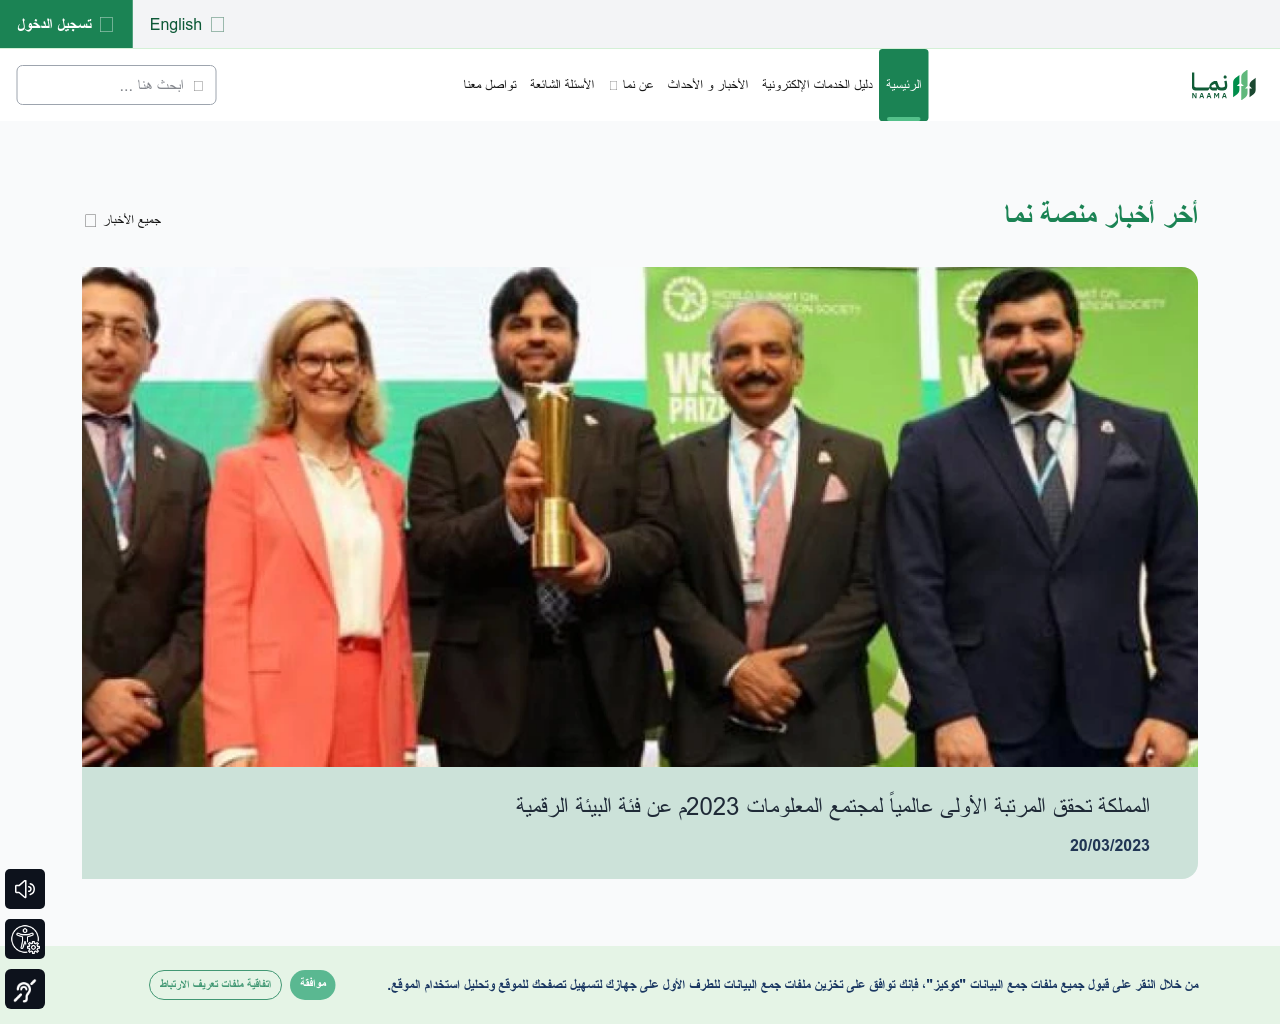 تسجيل الدخول
English
نما
NAAMA
الرئيسية
دليل الخدمات الإلكترونية
الأخبار و الأحداث
عن نما
الأسئلة الشائعة
تواصل معنا
ابحث هنا ...
أخر أخبار منصة نما
جميع الأخبار
WORLD SUMMIT ON
SOCIETY
PRIZE
المملكة تحقق المرتبة الأولى عالمياً لمجتمع المعلومات 2023م عن فئة البيئة الرقمية
20/03/2023
من خلال النقر على قبول جميع ملفات جمع البيانات "كوكيز"، فإنك توافق على تخزين ملفات جمع البيانات للطرف الأول على جهازك لتسهيل تصفحك للموقع وتحليل استخدام الموقع.
موافقة
اتفاقية ملفات تعريف الارتباط